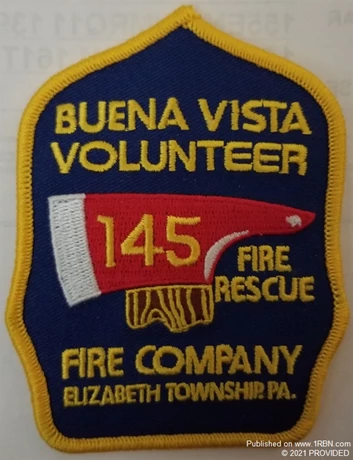 BUENA VISTA
VOLUNTEER
145
FIRE
RESCUE
FIRE COMPANY
ELIZABETH TOWNSHIP. PA.
Published on www.1RBN.com
© 2021 PROVIDED